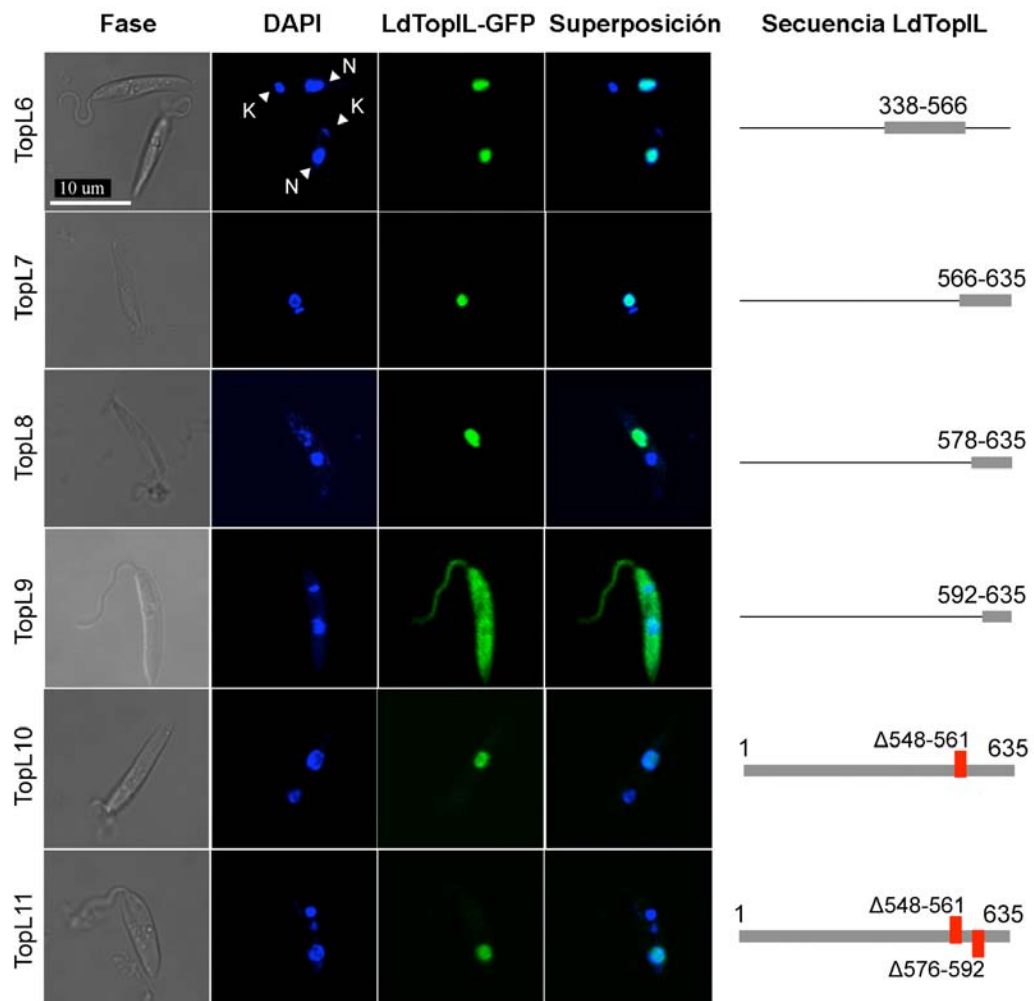 Fase DAPI LdTopIL-GFP Superposición Secuencia LdTopIL
TopL6
K
N
K
N
10 um
338-566
TopL7
566-635
TopL8
578-635
TopL9
592-635
TopL10
1
Δ548-561
635
TopL11
1
Δ548-561
635
Δ576-592